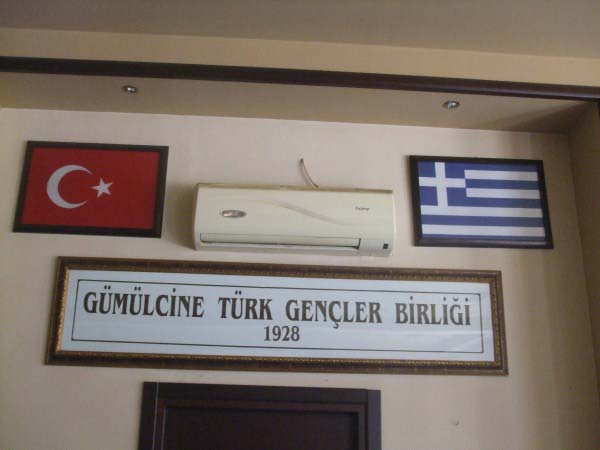 GÜMÜLCİNE TÜRK GENÇLER BİRLİĞİ
1928